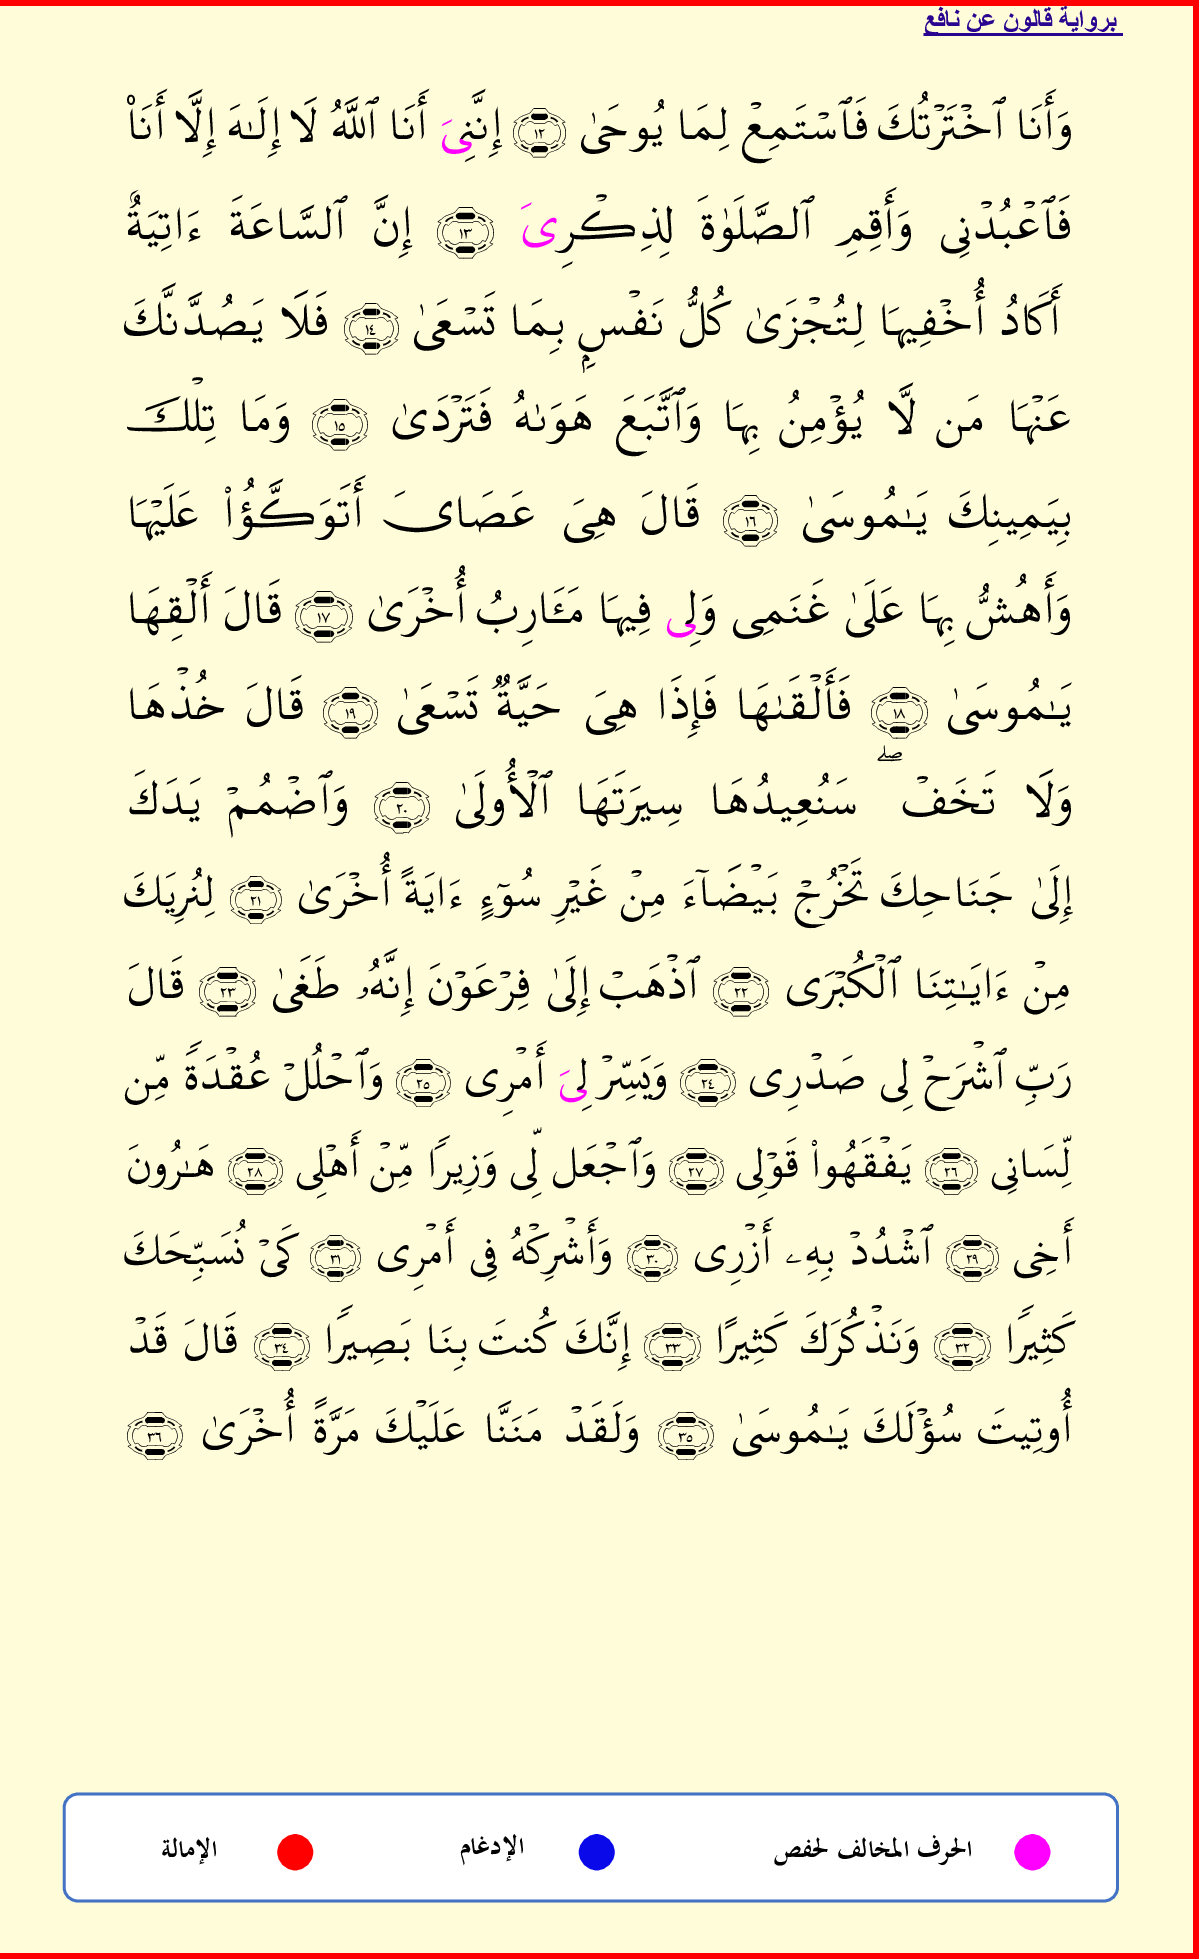 برواية قالون عن نافع
وَأَنَا ٱخْتَرْتُكَ فَٱسْتَمِعْ لِمَا يُوحَىٰ ١٢ إِنَّنِىَ أَنَا ٱللَّهُ لَا إِلَـٰهَ إِلَّا أَنَا۠
فَٱعْبُدْنِى وَأَقِمِ ٱلصَّلَوٰةَ لِذِكْرِىَ ١٣ إِنَّ ٱلسَّاعَةَ ءَاتِيَةٌ
أَكَادُ أُخْفِيهَا لِتُجْزَىٰ كُلُّ نَفْسٍۭ بِمَا تَسْعَىٰ ١٤ فَلَا يَصُدَّنَّكَ
عَنْهَا مَن لَّا يُؤْمِنُ بِهَا وَٱتَّبَعَ هَوَىٰهُ فَتَرْدَىٰ ١٥ وَمَا تِلْكَ
بِيَمِينِكَ يَـٰمُوسَىٰ ١٦ قَالَ هِىَ عَصَاىَ أَتَوَكَّؤُا۟ عَلَيْهَا
وَأَهُشُّ بِهَا عَلَىٰ غَنَمِى وَلِى فِيهَا مَـَٔارِبُ أُخْرَىٰ ١٧ قَالَ أَلْقِهَا
يَـٰمُوسَىٰ ١٨ فَأَلْقَىٰهَا فَإِذَا هِىَ حَيَّةٌ تَسْعَىٰ ١٩ قَالَ خُذْهَا
وَلَا تَخَفْ ۖ سَنُعِيدُهَا سِيرَتَهَا ٱلْأُولَىٰ ٢٠ وَٱضْمُمْ يَدَكَ
إِلَىٰ جَنَاحِكَ تَخْرُجْ بَيْضَآءَ مِنْ غَيْرِ سُوٓءٍ ءَايَةً أُخْرَىٰ ٢١ لِنُرِيَكَ
مِنْ ءَايَـٰتِنَا ٱلْكُبْرَى ٢٢ ٱذْهَبْ إِلَىٰ فِرْعَوْنَ إِنَّهُۥ طَغَىٰ ٢٣ قَالَ
رَبِّ ٱشْرَحْ لِى صَدْرِى ٢٤ وَيَسِّرْ لِىَ أَمْرِى ٢٥ وَٱحْلُلْ عُقْدَةً مِّن
لِّسَانِى ٢٦ يَفْقَهُوا۟ قَوْلِى ٢٧ وَٱجْعَل لِّى وَزِيرًا مِّنْ أَهْلِى ٢٨ هَـٰرُونَ
أَخِى ٢٩ ٱشْدُدْ بِهِۦ أَزْرِى ٣٠ وَأَشْرِكْهُ فِى أَمْرِى ٣١ كَىْ نُسَبِّحَكَ
كَثِيرًا ٣٢ وَنَذْكُرَكَ كَثِيرًا ٣٣ إِنَّكَ كُنتَ بِنَا بَصِيرًا ٣٤ قَالَ قَدْ
أُوتِيتَ سُؤْلَكَ يَـٰمُوسَىٰ ٣٥ وَلَقَدْ مَنَنَّا عَلَيْكَ مَرَّةً أُخْرَىٰ ٣٦
الحرف المخالف لحفص الإدغام الإمالة